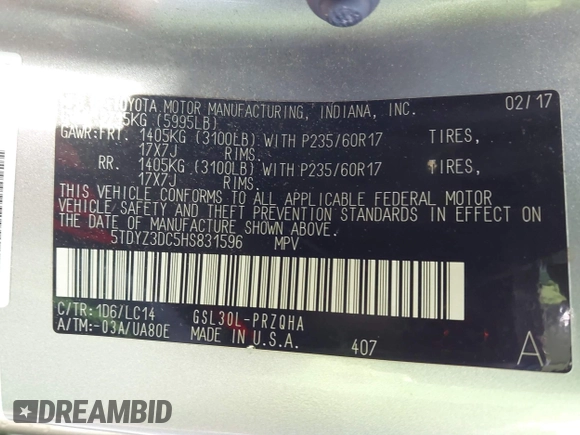 TOYOTA MOTOR MANUFACTURING, INDIANA, INC. 02/17
(5995LB)
GAWR:FRT. 1405KG (3100LB) WITH P235/60R17 TIRES,
17X7J RIMS.
RR. 1405KG (3100LB) WITH P235/60R17 TIRES,
17X7J RIMS.
THIS VEHICLE CONFORMS TO ALL APPLICABLE FEDERAL MOTOR
VEHICLE SAFETY AND THEFT PREVENTION STANDARDS IN EFFECT ON
THE DATE OF MANUFACTURE SHOWN ABOVE.
5TDYZ3DC5HS831596 MPV
C/TR: 1D6/LC14 GSL30L-PRZQHA
A/TM:-03A/UA80E MADE IN U.S.A. 407 A
DREAMBID